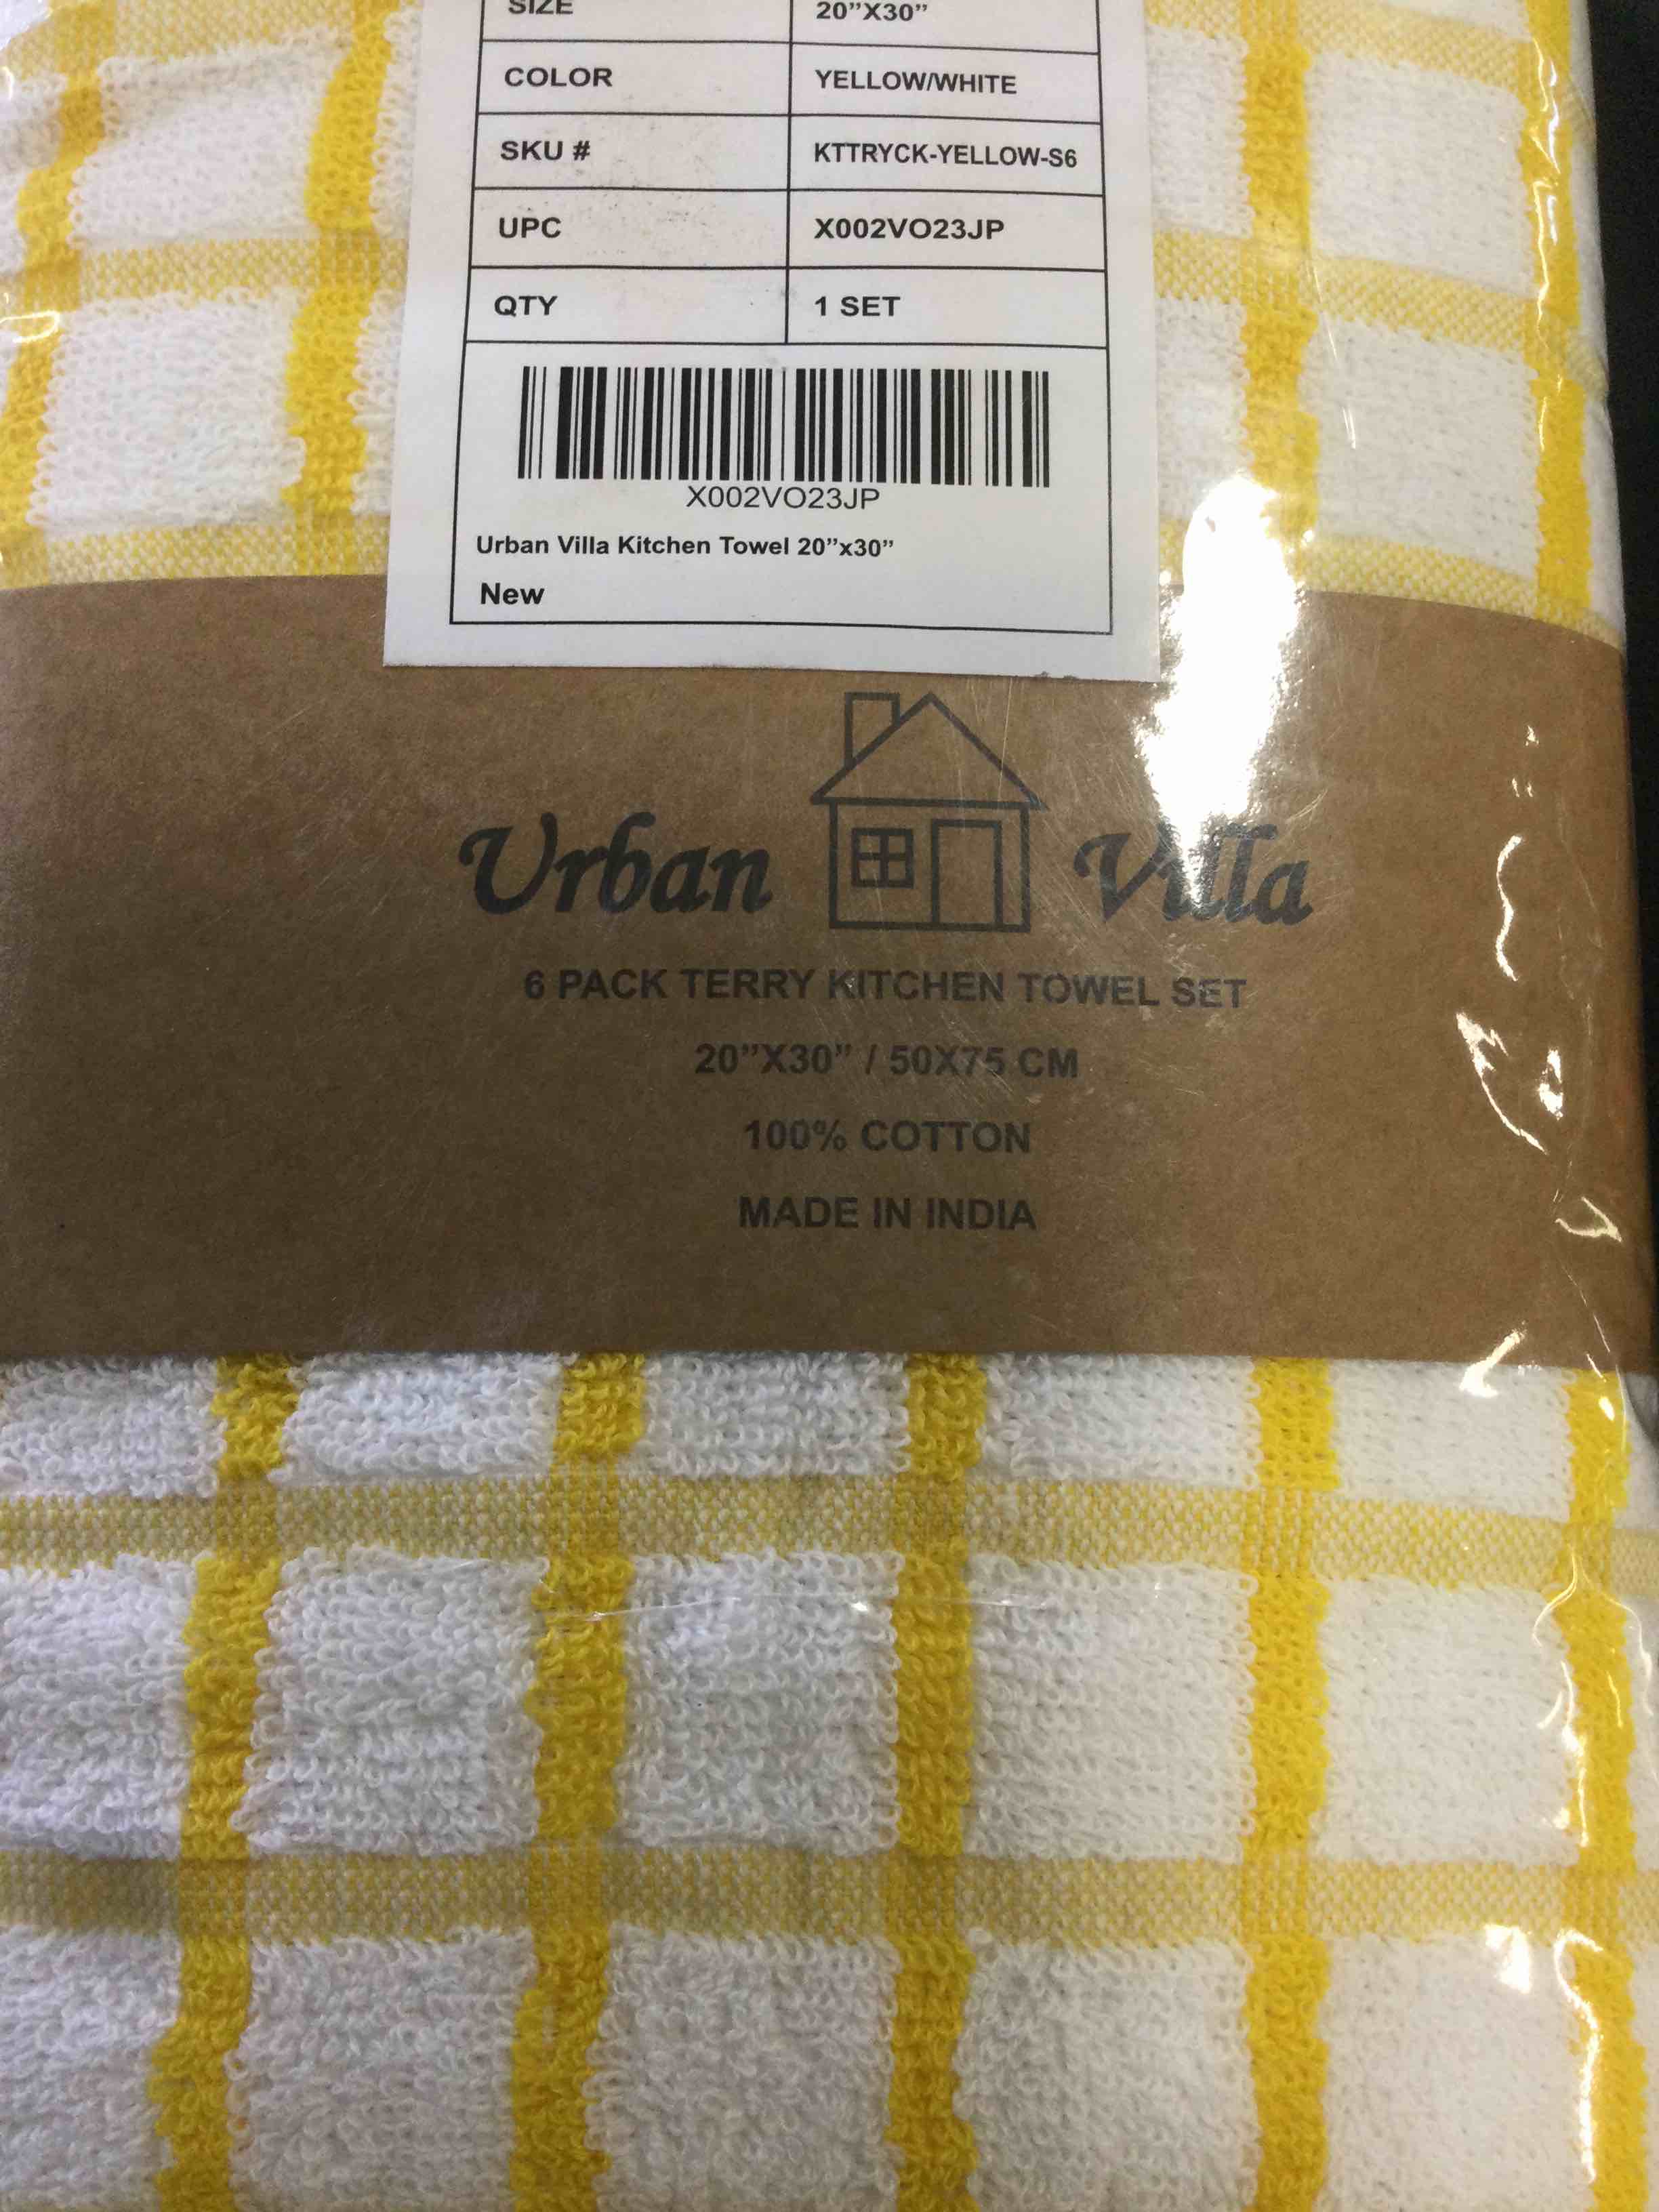 SIZE 20”X30”
COLOR YELLOW/WHITE
SKU # KTTRYCK-YELLOW-S6
UPC X002VO23JP
QTY 1 SET
X002VO23JP
Urban Villa Kitchen Towel 20”x30”
New
Urban Villa
6 PACK TERRY KITCHEN TOWEL SET
20”X30” / 50X75 CM
100% COTTON
MADE IN INDIA